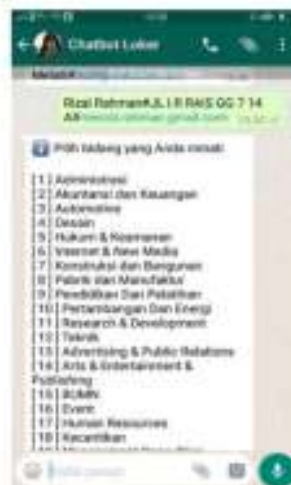 Chatbot Loker
Rizal Rahman#JL I R RAIS GG 7 14
Pilih bidang yang Anda minati
[1] Administrasi
[2] Akuntansi dan Keuangan
[3] Automotive
[4] Desain
[5] Hukum & Keamanan
[6] Internet & New Media
[7] Konstruksi dan Bangunan
[8] Pabrik dan Manufaktur
[9] Pendidikan Dan Pelatihan
[10] Pertambangan Dan Energi
[11] Research & Development
[12] Teknik
[13] Advertising & Public Relations
[14] Arts & Entertainment &
Publishing
[15] BUMN
[16] Event
[17] Human Resources
[18] Kecantikan